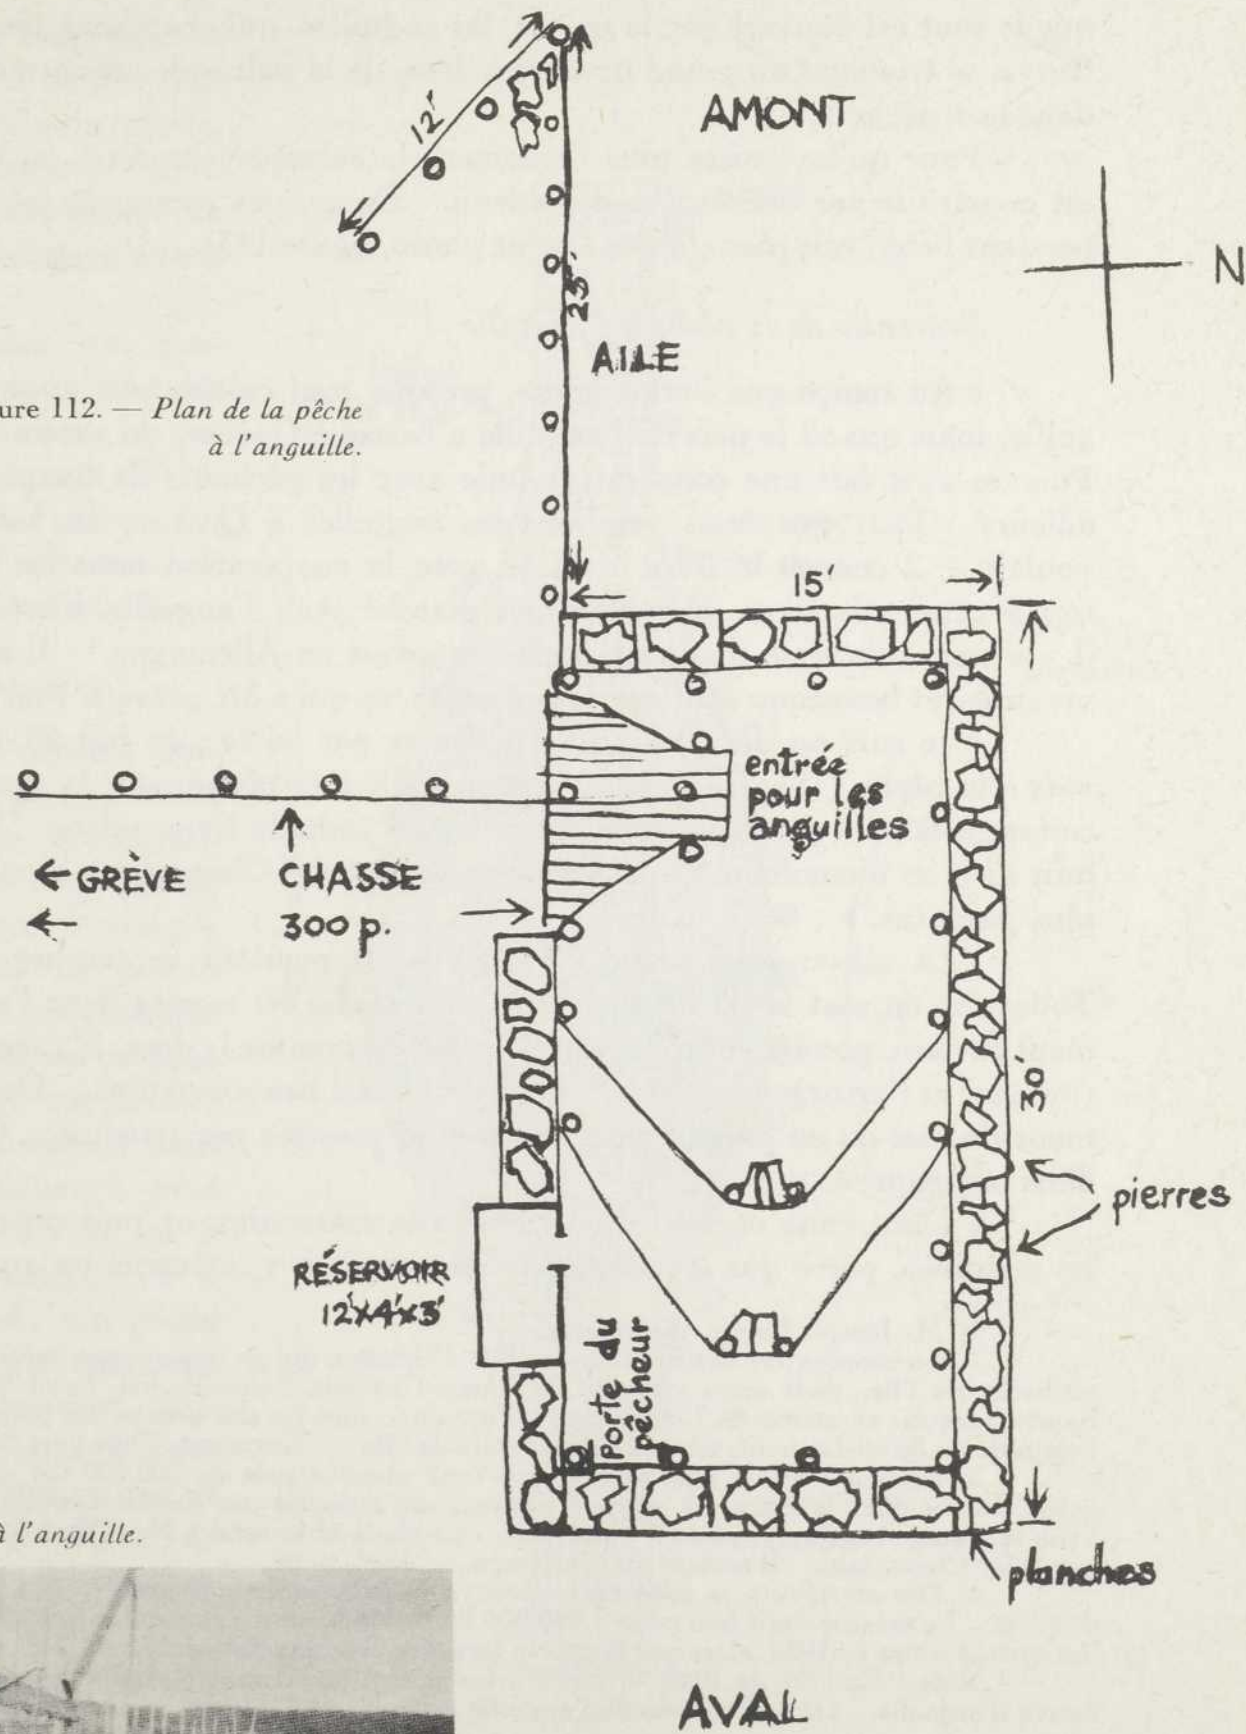 AMONT
12'
N
25'
AILE
ure 112. — Plan de la pêche
à l'anguille.
15'
entrée
pour les
anguilles
← GRÈVE
CHASSE
300 p.
30'
pierres
RÉSERVOIR
12'x4'x3'
Porte du
pêcheur
à l'anguille.
planches
AVAL